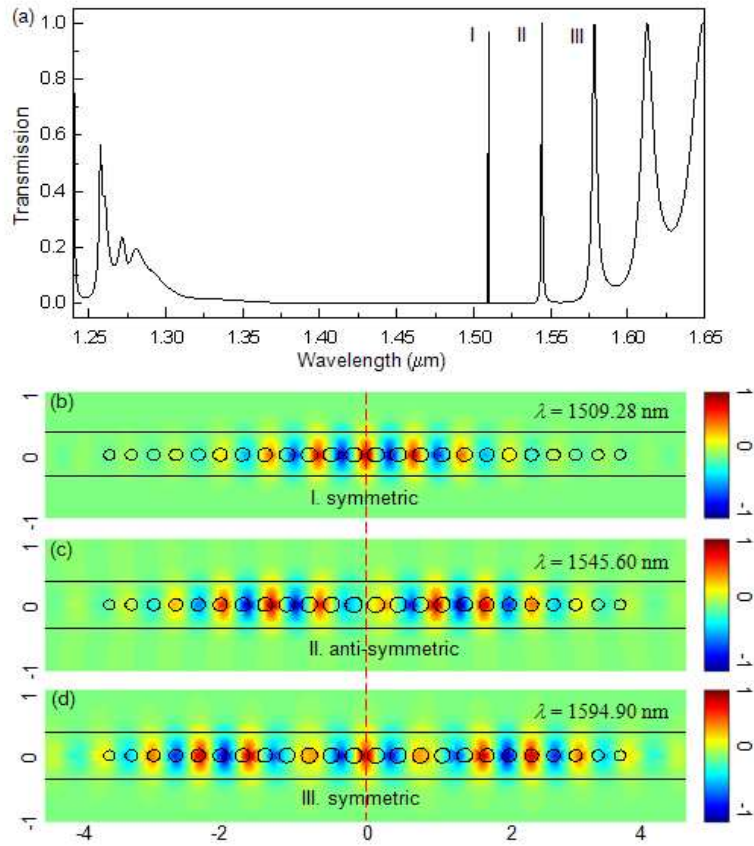 (a)
1.0
0.8
0.6
0.4
0.2
0.0
Transmission
I
II
III
1.25
1.30
1.35
1.40
1.45
1.50
1.55
1.60
1.65
Wavelength (μm)
(b)
λ = 1509.28 nm
I. symmetric
1
0
-1
1
0
-1
(c)
λ = 1545.60 nm
II. anti-symmetric
1
0
-1
1
0
-1
(d)
λ = 1594.90 nm
III. symmetric
1
0
-1
1
0
-1
-4
-2
0
2
4